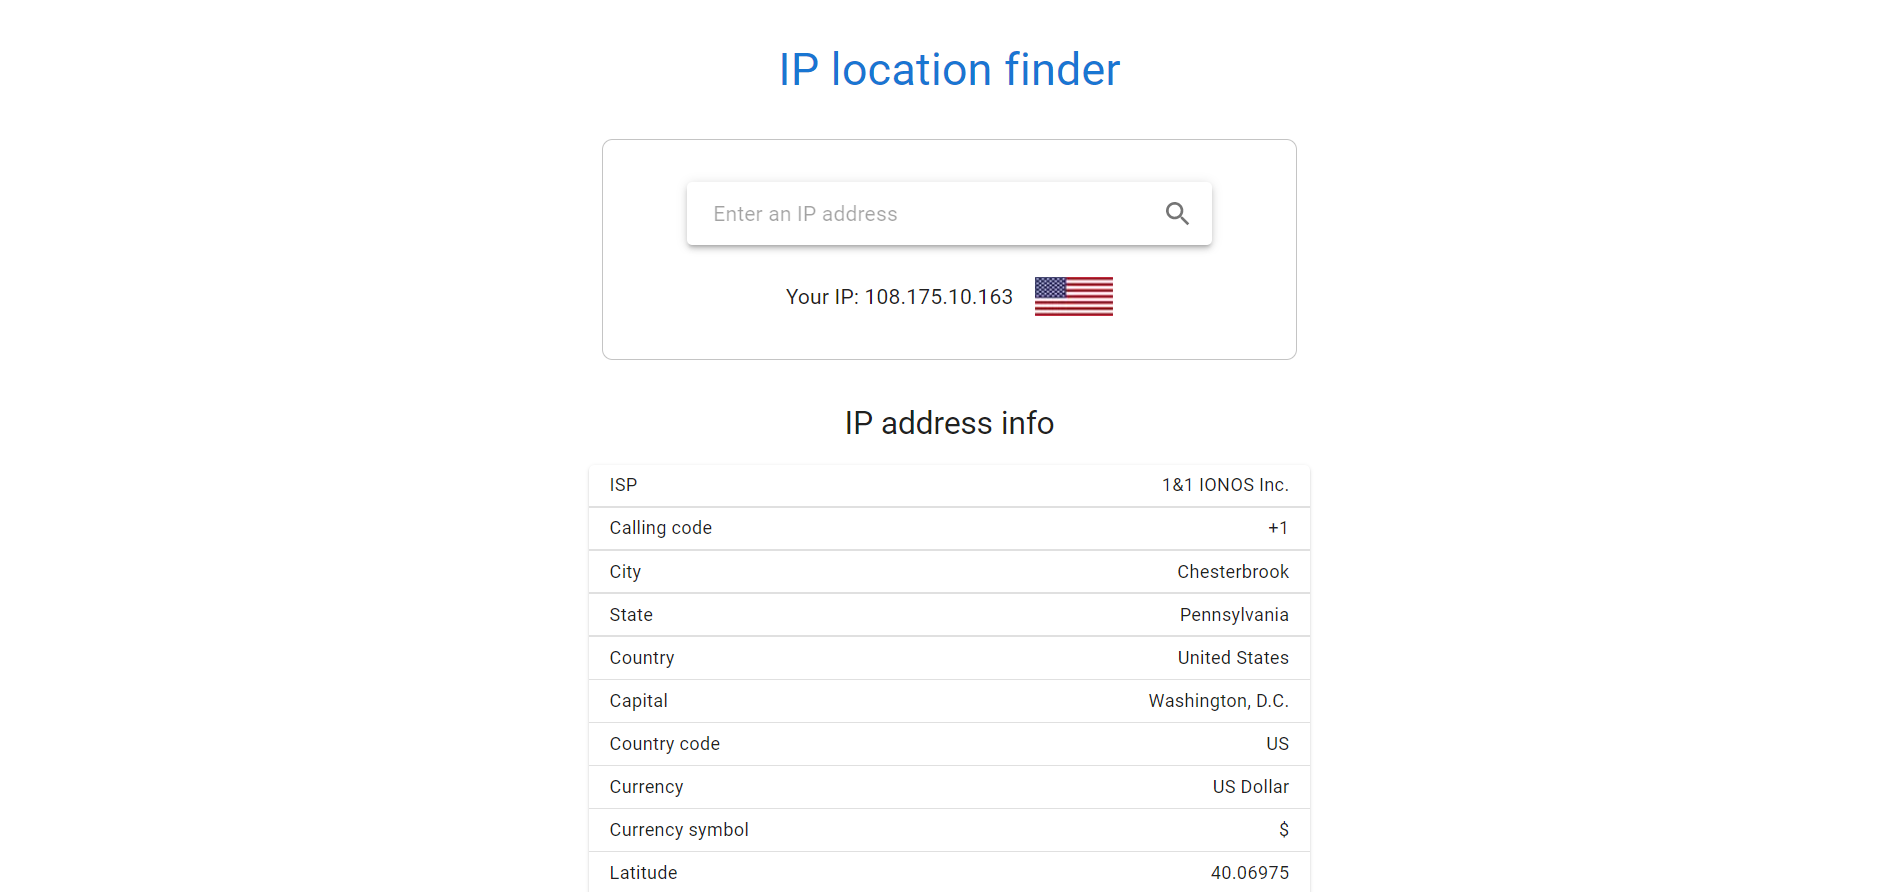 IP location finder
Enter an IP address
Your IP: 108.175.10.163
IP address info
ISP 1&1 IONOS Inc.
Calling code +1
City Chesterbrook
State Pennsylvania
Country United States
Capital Washington, D.C.
Country code US
Currency US Dollar
Currency symbol $
Latitude 40.06975